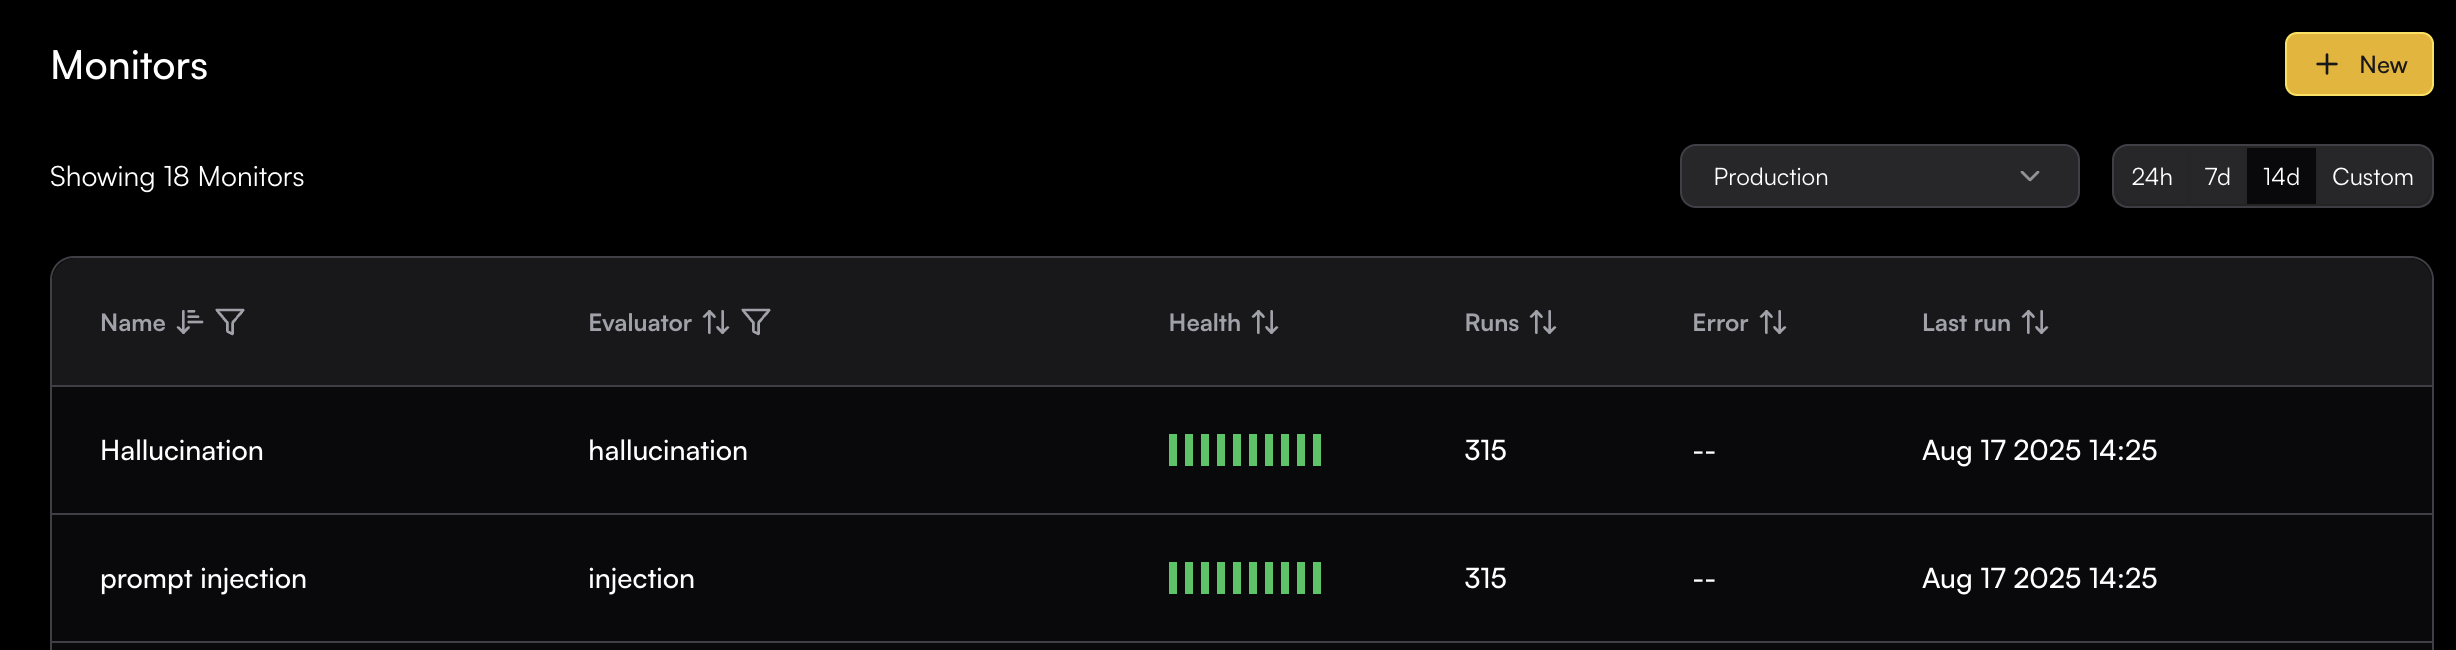 Monitors
New
Showing 18 Monitors
Production
24h 7d 14d Custom
Name Evaluator Health Runs Error Last run
Hallucination hallucination 315 -- Aug 17 2025 14:25
prompt injection injection 315 -- Aug 17 2025 14:25